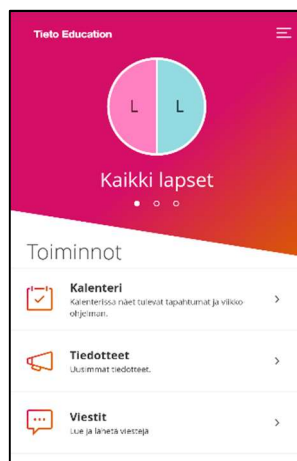 Tieto Education
L L
Kaikki lapset
Toiminnot
Kalenteri
Kalenterissa näet tulevat tapahtumat ja viikko-
ohjelman.
Tiedotteet
Uusimmat tiedotteet.
Viestit
Lue ja lähetä viestejä